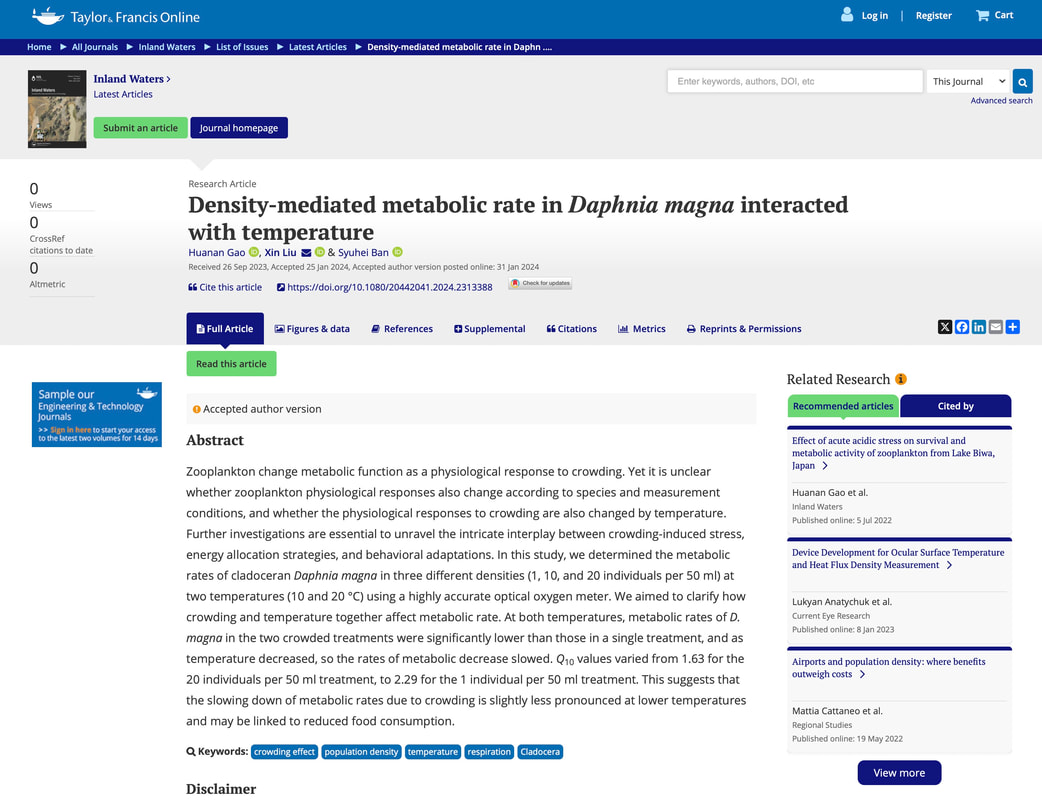 Taylor & Francis Online
Log in | Register Cart
Home ▶ All Journals ▶ Inland Waters ▶ List of Issues ▶ Latest Articles ▶ Density-mediated metabolic rate in Daphn ....
Inland Waters >
Latest Articles
Submit an article Journal homepage
Enter keywords, authors, DOI, etc
This Journal
Advanced search
Inland Waters
0
Views
0
CrossRef
citations to date
0
Altmetric
Research Article
Density-mediated metabolic rate in Daphnia magna interacted
with temperature
Huanan Gao iD, Xin Liu iD & Syuhei Ban iD
Received 26 Sep 2023, Accepted 25 Jan 2024, Accepted author version posted online: 31 Jan 2024
Cite this article https://doi.org/10.1080/20442041.2024.2313388 Check for updates
Full Article Figures & data References Supplemental Citations Metrics Reprints & Permissions
Read this article
Sample our
Engineering & Technology
Journals
>> Sign in here to start your access
to the latest two volumes for 14 days
Accepted author version
Abstract
Zooplankton change metabolic function as a physiological response to crowding. Yet it is unclear
whether zooplankton physiological responses also change according to species and measurement
conditions, and whether the physiological responses to crowding are also changed by temperature.
Further investigations are essential to unravel the intricate interplay between crowding-induced stress,
energy allocation strategies, and behavioral adaptations. In this study, we determined the metabolic
rates of cladoceran Daphnia magna in three different densities (1, 10, and 20 individuals per 50 ml) at
two temperatures (10 and 20 °C) using a highly accurate optical oxygen meter. We aimed to clarify how
crowding and temperature together affect metabolic rate. At both temperatures, metabolic rates of D.
magna in the two crowded treatments were significantly lower than those in a single treatment, and as
temperature decreased, so the rates of metabolic decrease slowed. Q10 values varied from 1.63 for the
20 individuals per 50 ml treatment, to 2.29 for the 1 individual per 50 ml treatment. This suggests that
the slowing down of metabolic rates due to crowding is slightly less pronounced at lower temperatures
and may be linked to reduced food consumption.
Keywords: crowding effect population density temperature respiration Cladocera
Disclaimer
Related Research
Recommended articles Cited by
Effect of acute acidic stress on survival and
metabolic activity of zooplankton from Lake Biwa,
Japan >
Huanan Gao et al.
Inland Waters
Published online: 5 Jul 2022
Device Development for Ocular Surface Temperature
and Heat Flux Density Measurement >
Lukyan Anatychuk et al.
Current Eye Research
Published online: 8 Jan 2023
Airports and population density: where benefits
outweigh costs >
Mattia Cattaneo et al.
Regional Studies
Published online: 19 May 2022
View more